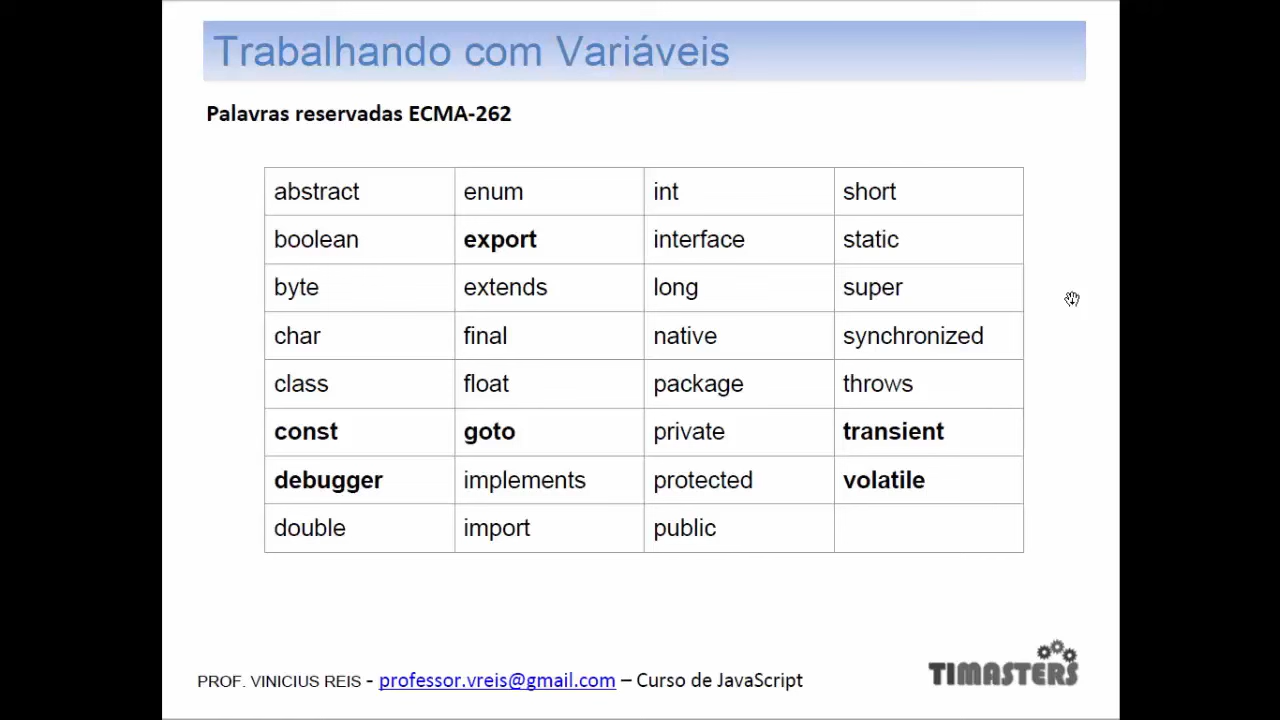 Trabalhando com Variáveis
Palavras reservadas ECMA-262
abstract enum int short
boolean export interface static
byte extends long super
char final native synchronized
class float package throws
const goto private transient
debugger implements protected volatile
double import public
PROF. VINICIUS REIS - professor.vreis@gmail.com – Curso de JavaScript
TIMASTERS